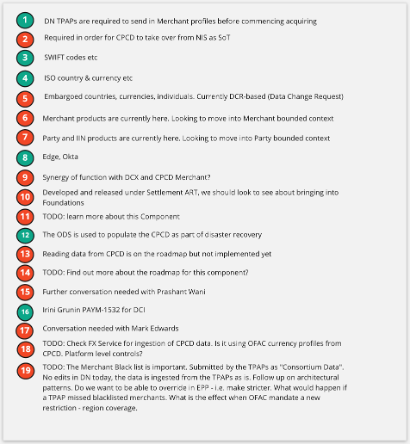 1 DN TPAPs are required to send in Merchant profiles before commencing acquiring
2 Required in order for CPCD to take over from NIS as SoT
3 SWIFT codes etc
4 ISO country & currency etc
5 Embargoed countries, currencies, individuals. Currently DCR-based (Data Change Request)
6 Merchant products are currently here. Looking to move into Merchant bounded context
7 Party and IIN products are currently here. Looking to move into Party bounded context
8 Edge, Okta
9 Synergy of function with DCX and CPCD Merchant?
10 Developed and released under Settlement ART, we should look to see about bringing into
Foundations
11 TODO: learn more about this Component
12 The ODS is used to populate the CPCD as part of disaster recovery
13 Reading data from CPCD is on the roadmap but not implemented yet
14 TODO: Find out more about the roadmap for this component?
15 Further conversation needed with Prashant Wani
16 Irini Grunin PAYM-1532 for DCI
17 Conversation needed with Mark Edwards
18 TODO: Check FX Service for ingestion of CPCD data. Is it using OFAC currency profiles from
CPCD. Platform level controls?
19 TODO: The Merchant Black list is important. Submitted by the TPAPs as "Consortium Data".
No edits in DN today, the data is ingested from the TPAPs as is. Follow up on architectural
patterns. Do we want to be able to override in EPP - i.e. make stricter. What would happen if
a TPAP missed blacklisted merchants. What is the effect when OFAC mandate a new
restriction - region coverage.